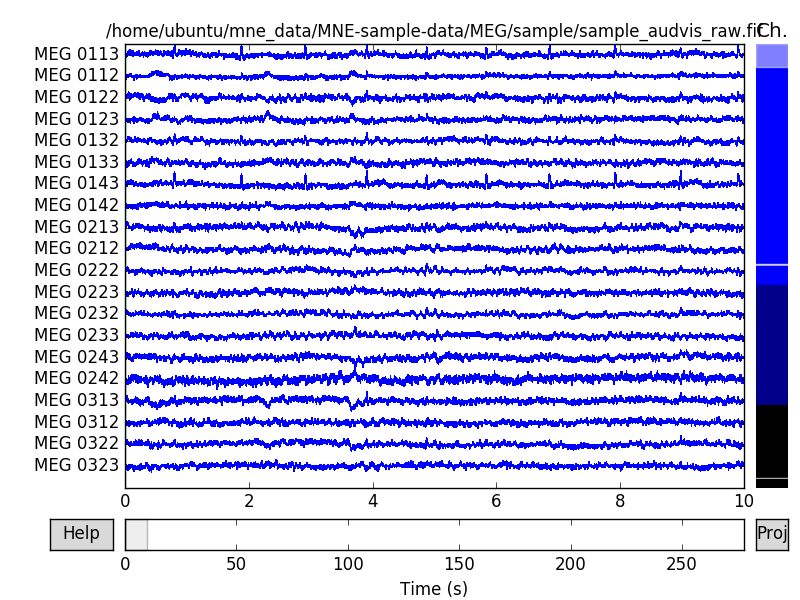 /home/ubuntu/mne_data/MNE-sample-data/MEG/sample/sample_audvis_raw.fif
Ch.
MEG 0113
MEG 0112
MEG 0122
MEG 0123
MEG 0132
MEG 0133
MEG 0143
MEG 0142
MEG 0213
MEG 0212
MEG 0222
MEG 0223
MEG 0232
MEG 0233
MEG 0243
MEG 0242
MEG 0313
MEG 0312
MEG 0322
MEG 0323
0 2 4 6 8 10
Help
Proj
0 50 100 150 200 250
Time (s)